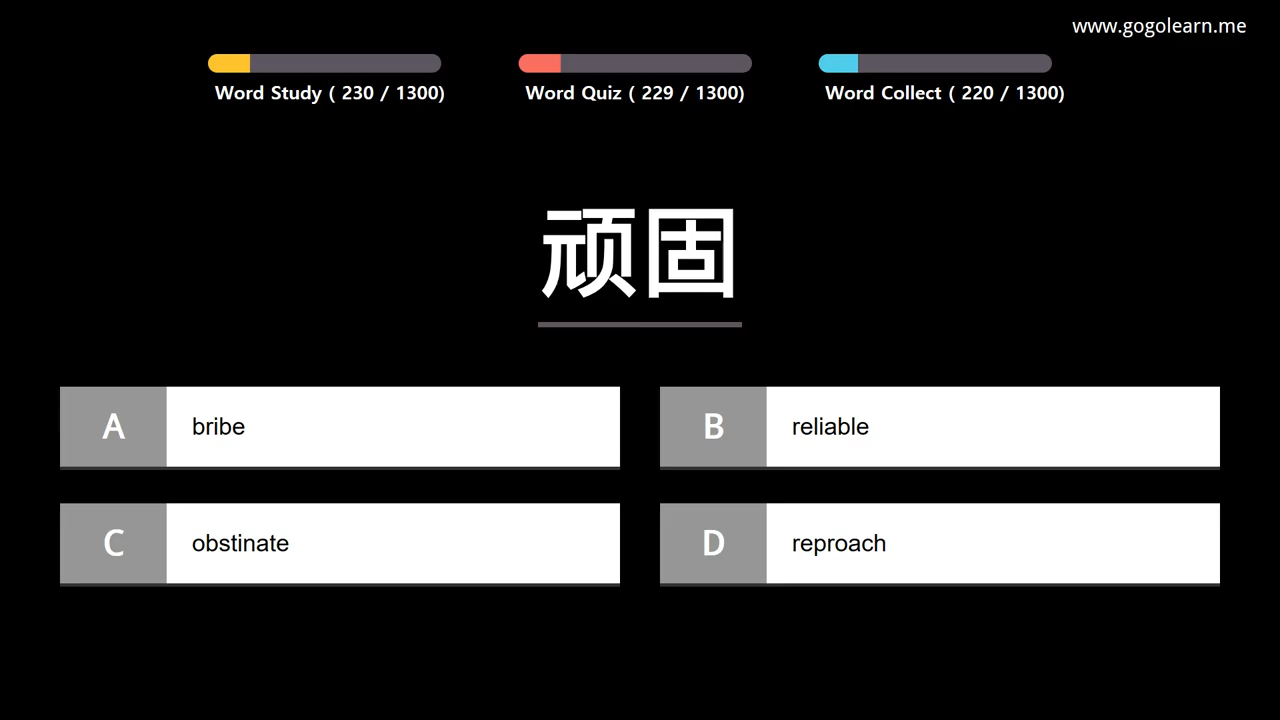 www.gogolearn.me
Word Study ( 230 / 1300)
Word Quiz ( 229 / 1300)
Word Collect ( 220 / 1300)
顽固
A bribe
B reliable
C obstinate
D reproach